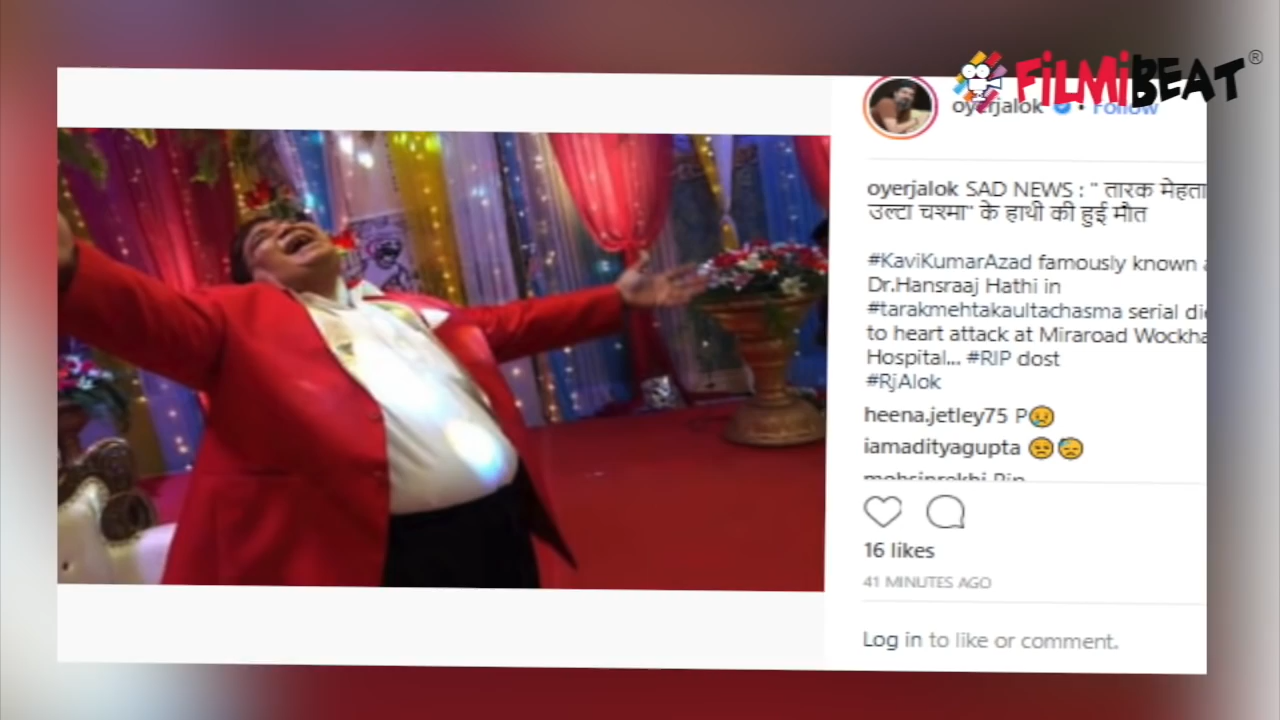 FiLMiBEAT®
oyerjalok • Follow
oyerjalok SAD NEWS : " तारक मेहता
उल्टा चश्मा" के हाथी की हुई मौत
#KaviKumarAzad famously known
Dr.Hansraaj Hathi in
#tarakmehtakaultachasma serial
to heart attack at Miraroad
Hospital... #RIP dost
#RjAlok
heena.jetley75 P😥
iamadityagupta 😒😓
16 likes
41 MINUTES AGO
Log in to like or comment.